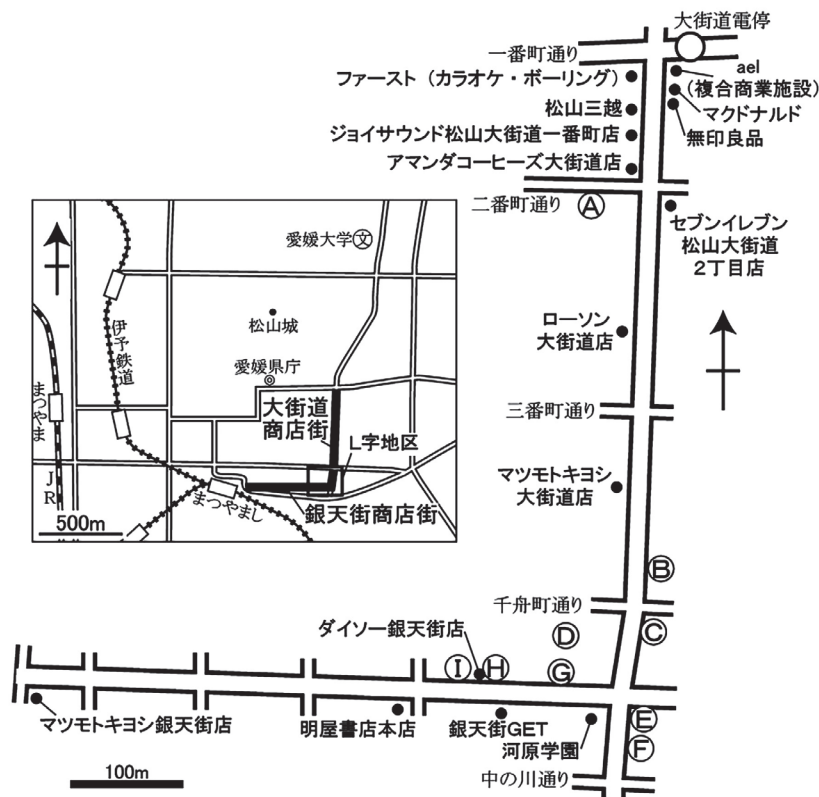 大街道電停
一番町通り
ael
(複合商業施設)
ファースト(カラオケ・ボーリング)
マクドナルド
松山三越
無印良品
ジョイサウンド松山大街道一番町店
アマンダコーヒーズ大街道店
二番町通り
A
セブンイレブン
松山大街道
2丁目店
ローソン
大街道店
三番町通り
マツモトキヨシ
大街道店
B
千舟町通り
C
D
ダイソー銀天街店
I
H
G
マツモトキヨシ銀天街店
明屋書店本店
銀天街GET
河原学園
E
F
中の川通り
100m
愛媛大学文
松山城
伊予鉄道
愛媛県庁
まつやま
大街道
商店街
L字地区
JR
まつやまし
銀天街商店街
500m